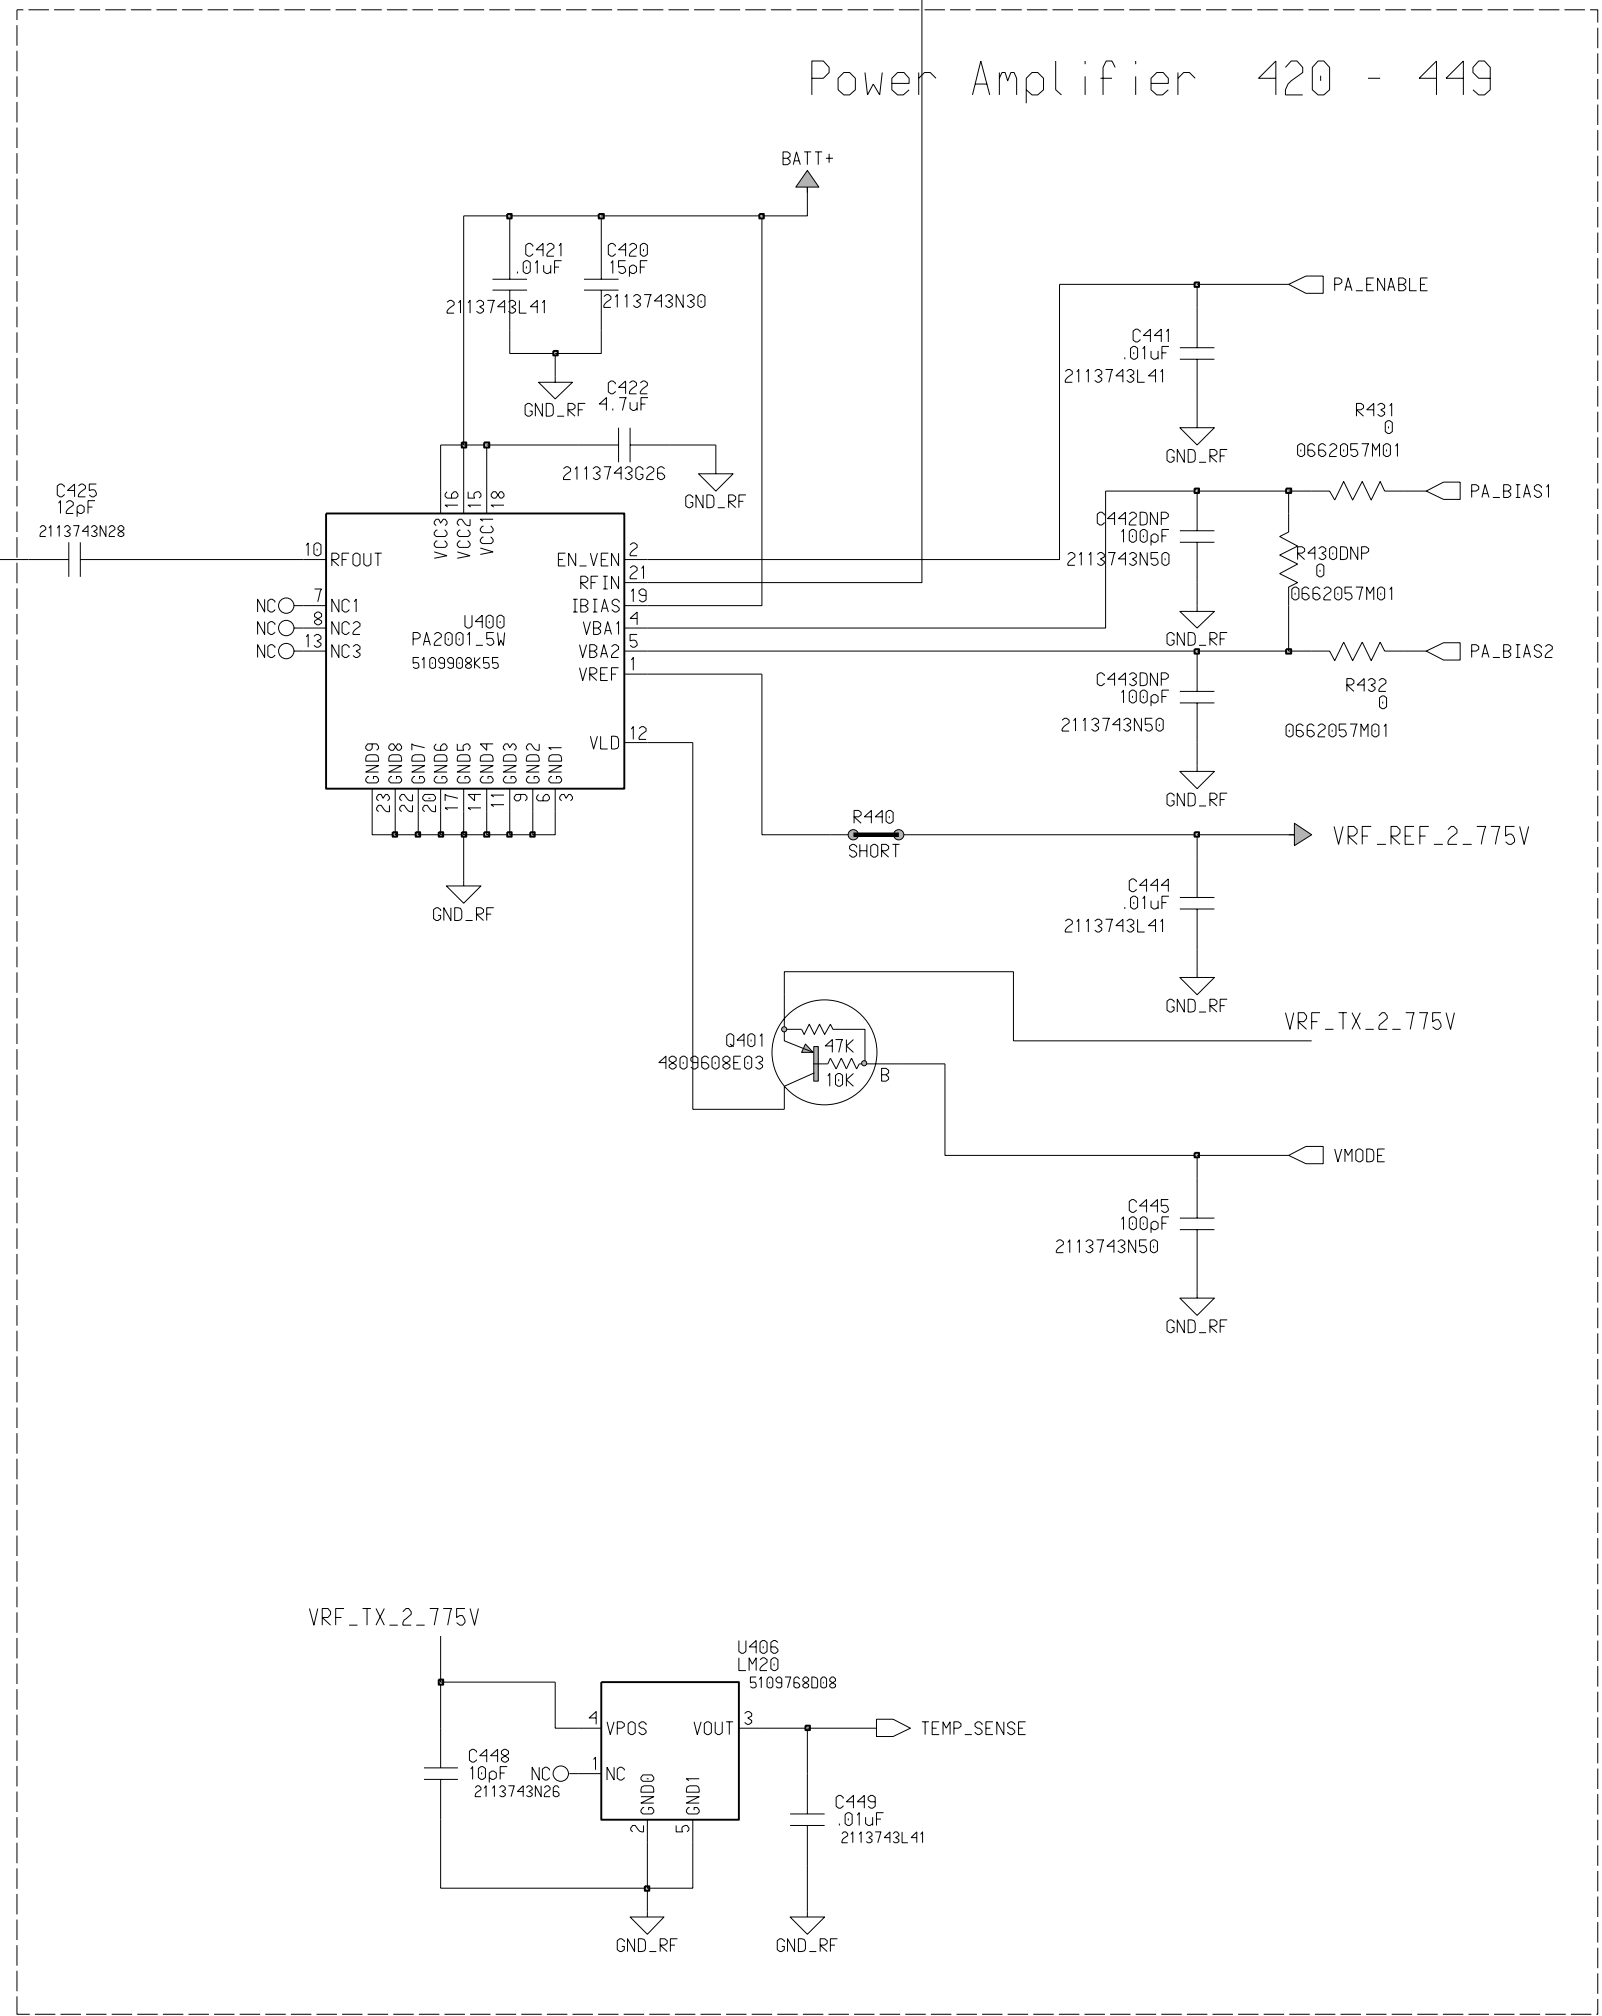 Power Amplifier 420 - 449
BATT+
C421
.01uF
2113743L41
C420
15pF
2113743N30
GND_RF
PA_ENABLE
C441
.01uF
2113743L41
GND_RF
C422
4.7uF
2113743G26
GND_RF
R431
0
0662057M01
PA_BIAS1
C425
12pF
2113743N28
16
15
18
VCC3
VCC2
VCC1
10
RFOUT
7
NC
NC1
8
NC
NC2
13
NC
NC3
U400
PA2001_5W
5109908K55
EN_VEN
2
RFIN
21
IBIAS
19
VBA1
4
VBA2
5
VREF
1
VLD
12
C442DNP
100pF
2113743N50
GND_RF
R430DNP
0
0662057M01
PA_BIAS2
R432
0
0662057M01
C443DNP
100pF
2113743N50
GND_RF
GND9
GND8
GND7
GND6
GND5
GND4
GND3
GND2
GND1
23
22
20
17
14
11
9
6
3
GND_RF
R440
SHORT
VRF_REF_2_775V
C444
.01uF
2113743L41
GND_RF
VRF_TX_2_775V
Q401
4809608E03
47K
10K
B
VMODE
C445
100pF
2113743N50
GND_RF
VRF_TX_2_775V
U406
LM20
5109768D08
4
VPOS
VOUT
3
TEMP_SENSE
C448
10pF
2113743N26
NC
1
NC
GND0
GND1
2
5
C449
.01uF
2113743L41
GND_RF
GND_RF